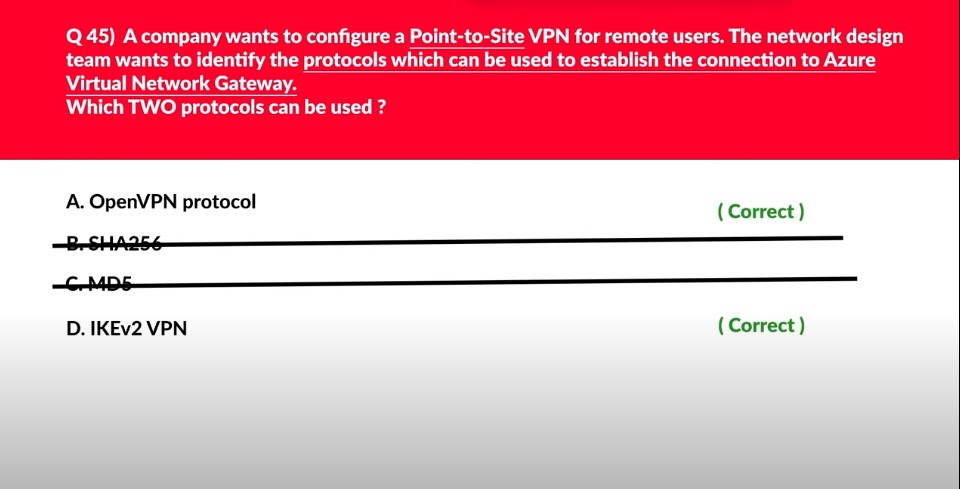 Q 45) A company wants to configure a Point-to-Site VPN for remote users. The network design
team wants to identify the protocols which can be used to establish the connection to Azure
Virtual Network Gateway.
Which TWO protocols can be used ?
A. OpenVPN protocol
( Correct )
B. SHA256
C. MD5
D. IKEv2 VPN
( Correct )